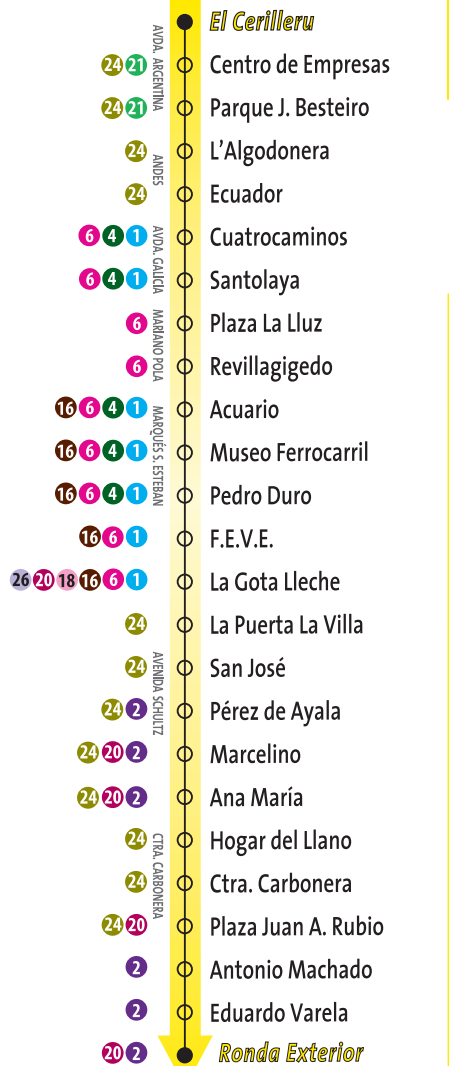 El Cerilleru
24 21 Centro de Empresas
AVDA. ARGENTINA
24 21 Parque J. Besteiro
24 L'Algodonera
ANDES
24 Ecuador
6 4 1 Cuatrocaminos
AVDA. GALICIA
6 4 1 Santolaya
6 Plaza La Lluz
MARIANO POLA
6 Revillagigedo
16 6 4 1 Acuario
MARQUÉS S. ESTEBAN
16 6 4 1 Museo Ferrocarril
16 6 4 1 Pedro Duro
16 6 1 F.E.V.E.
26 20 18 16 6 1 La Gota Lleche
24 La Puerta La Villa
24 San José
AVENIDA SCHULTZ
24 2 Pérez de Ayala
24 20 2 Marcelino
24 20 2 Ana María
24 Hogar del Llano
CTRA. CARBONERA
24 Ctra. Carbonera
24 20 Plaza Juan A. Rubio
2 Antonio Machado
2 Eduardo Varela
20 2 Ronda Exterior